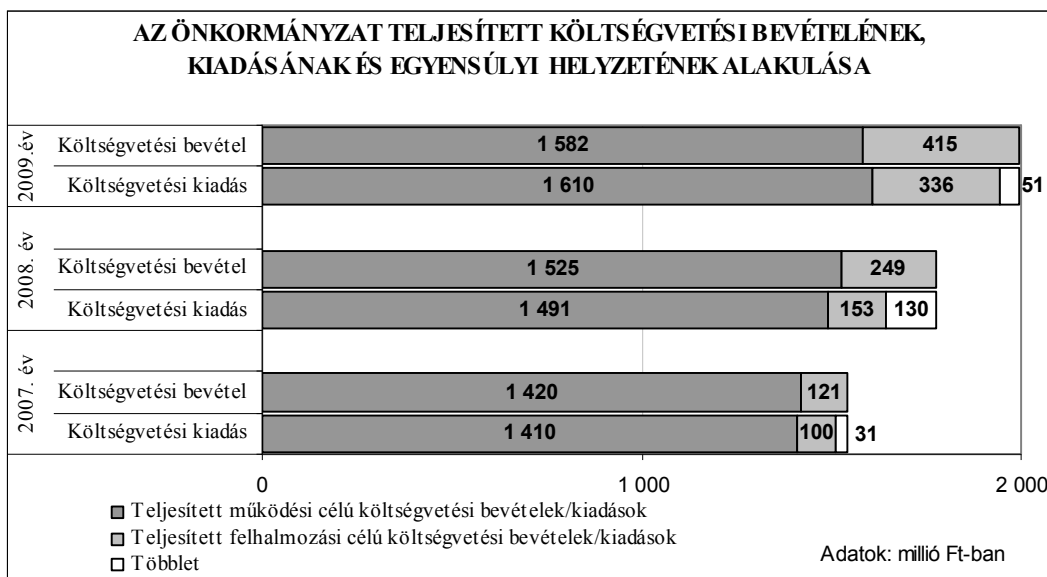 AZ ÖNKORMÁNYZAT TELJESÍTETT KÖLTSÉGVETÉSI BEVÉTELÉNEK,
KIADÁSÁNAK ÉS EGYENSÚLYI HELYZETÉNEK ALAKULÁSA
2009.év
Költségvetési bevétel 1 582 415
Költségvetési kiadás 1 610 336 51
2008. év
Költségvetési bevétel 1 525 249
Költségvetési kiadás 1 491 153 130
2007. év
Költségvetési bevétel 1 420 121
Költségvetési kiadás 1 410 100 31
0 1 000 2 000
Teljesített működési célú költségvetési bevételek/kiadások
Teljesített felhalmozási célú költségvetési bevételek/kiadások
Többlet
Adatok: millió Ft-ban